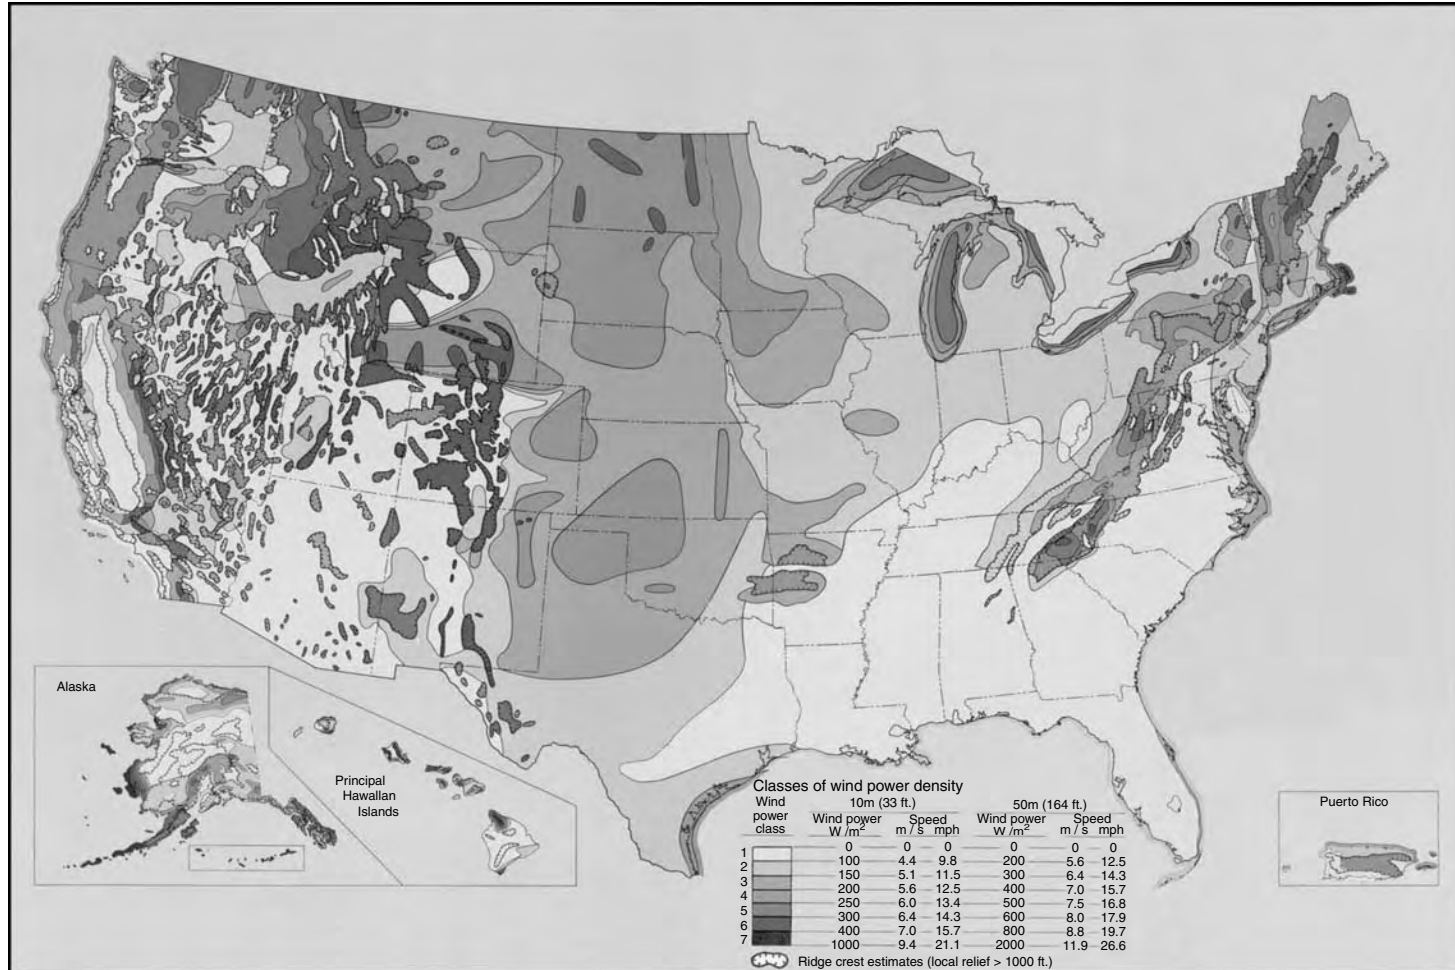 Alaska
Principal
Hawallan
Islands
Puerto Rico
Classes of wind power density
Wind power class 10m (33 ft.) 50m (164 ft.)
Wind power W /m² Speed m / s mph Wind power W /m² Speed m / s mph
1 0 0 0 0 0 0
2 100 4.4 9.8 200 5.6 12.5
3 150 5.1 11.5 300 6.4 14.3
4 200 5.6 12.5 400 7.0 15.7
5 250 6.0 13.4 500 7.5 16.8
6 300 6.4 14.3 600 8.0 17.9
7 400 7.0 15.7 800 8.8 19.7
1000 9.4 21.1 2000 11.9 26.6
Ridge crest estimates (local relief > 1000 ft.)